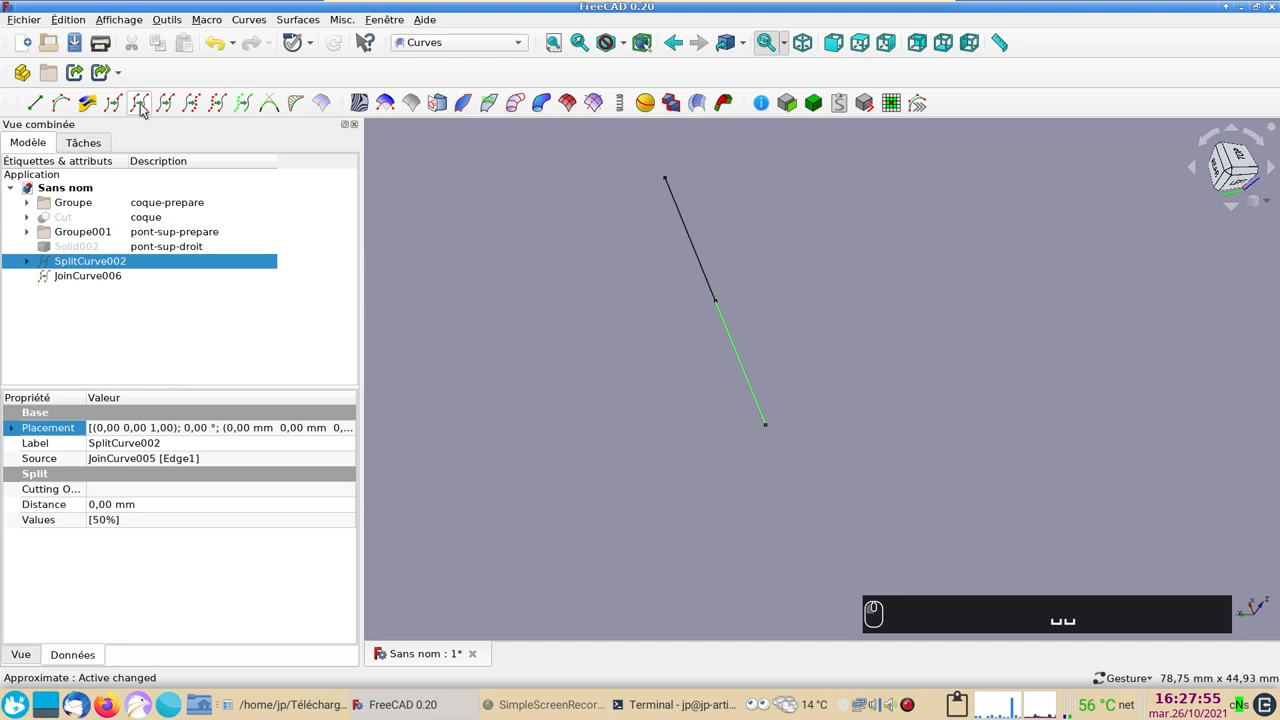 FreeCAD 0.20
Fichier Édition Affichage Outils Macro Curves Surfaces Misc. Fenêtre Aide
Curves
Vue combinée
Modèle Tâches
Étiquettes & attributs Description
Application
Sans nom
Groupe coque-prepare
Cut coque
Groupe001 pont-sup-prepare
Solid002 pont-sup-droit
SplitCurve002
JoinCurve006
Propriété Valeur
Base
Placement [(0,00 0,00 1,00); 0,00 °; (0,00 mm 0,00 mm 0,...
Label SplitCurve002
Source JoinCurve005 [Edge1]
Split
Cutting O...
Distance 0,00 mm
Values [50%]
Vue Données
Sans nom : 1*
Approximate : Active changed
Gesture 78,75 mm x 44,93 mm
/home/jp/Télécharg... FreeCAD 0.20 SimpleScreenRecor... Terminal - jp@jp-arti... 14 °C 56 °C net 16:27:55
mar.26/10/2021
cNs